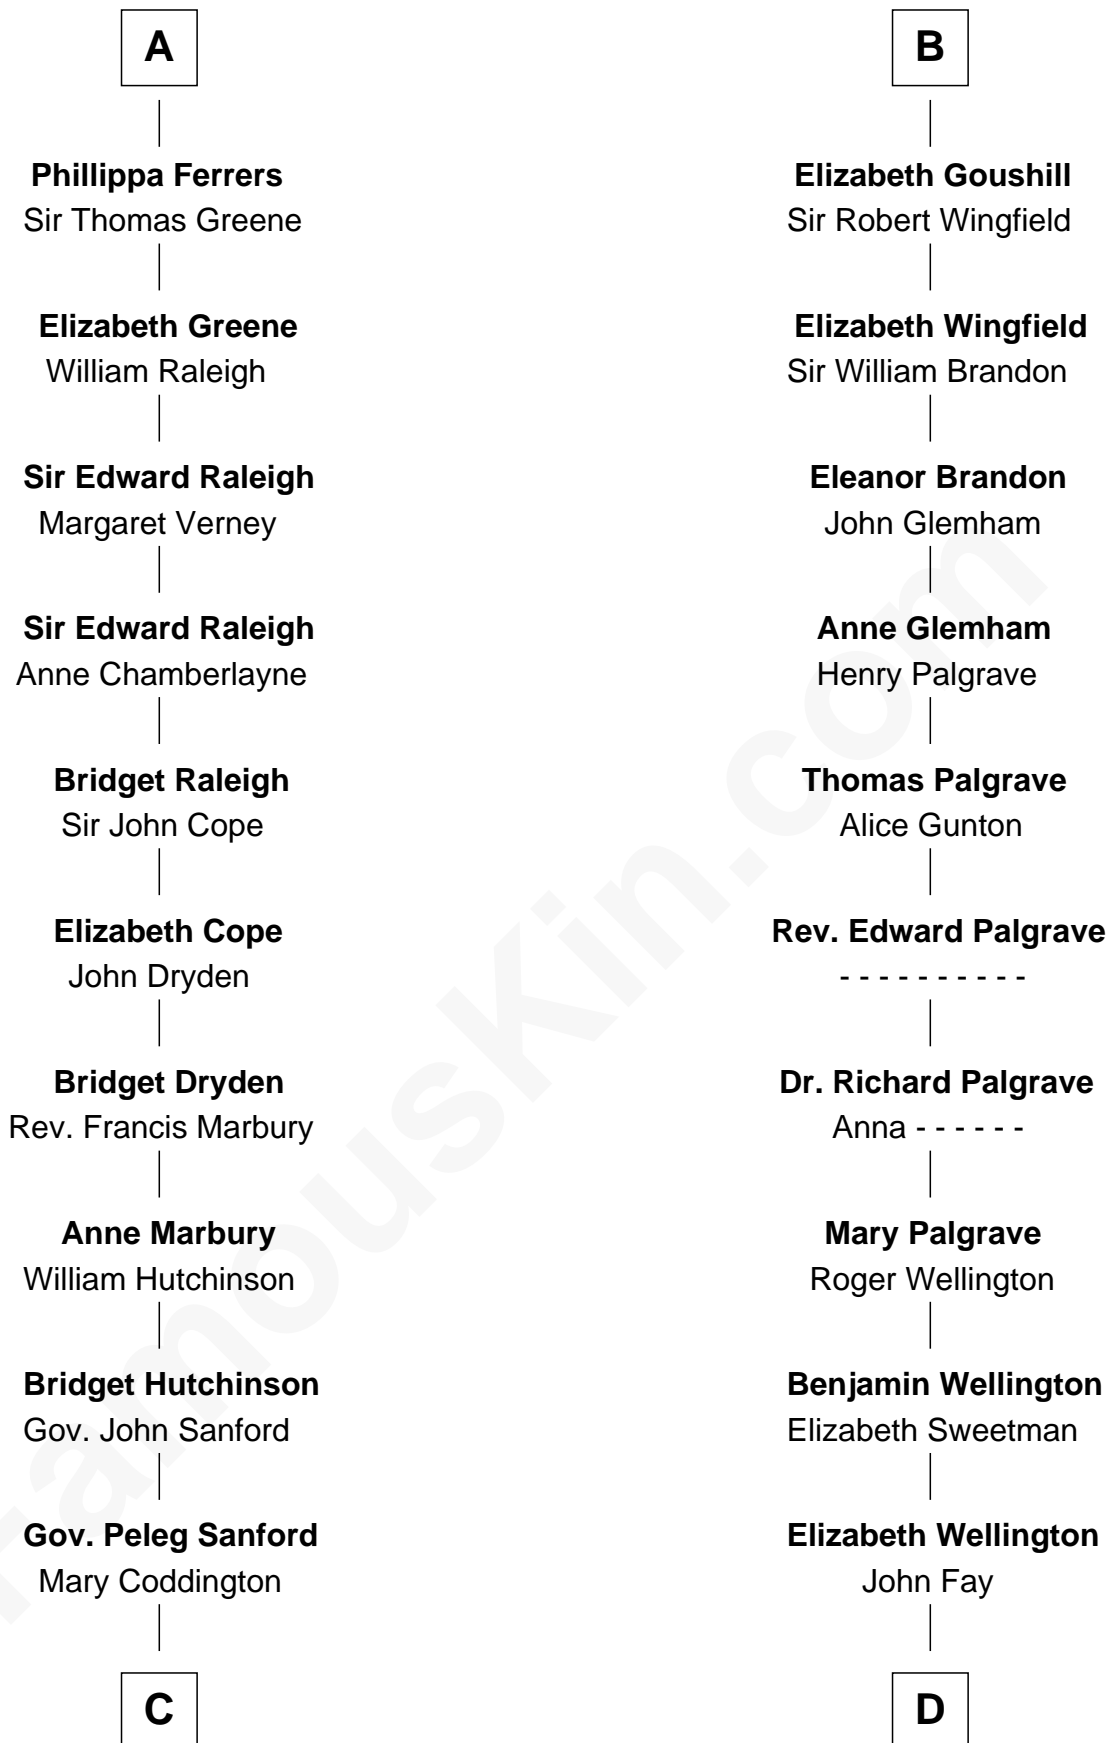 A
Phillippa Ferrers
Sir Thomas Greene
Elizabeth Greene
William Raleigh
Sir Edward Raleigh
Margaret Verney
Sir Edward Raleigh
Anne Chamberlayne
Bridget Raleigh
Sir John Cope
Elizabeth Cope
John Dryden
Bridget Dryden
Rev. Francis Marbury
Anne Marbury
William Hutchinson
Bridget Hutchinson
Gov. John Sanford
Gov. Peleg Sanford
Mary Coddington
C
B
Elizabeth Goushill
Sir Robert Wingfield
Elizabeth Wingfield
Sir William Brandon
Eleanor Brandon
John Glemham
Anne Glemham
Henry Palgrave
Thomas Palgrave
Alice Gunton
Rev. Edward Palgrave
- - - - - - - - - -
Dr. Richard Palgrave
Anna - - - - - -
Mary Palgrave
Roger Wellington
Benjamin Wellington
Elizabeth Sweetman
Elizabeth Wellington
John Fay
D
FamousKin.com